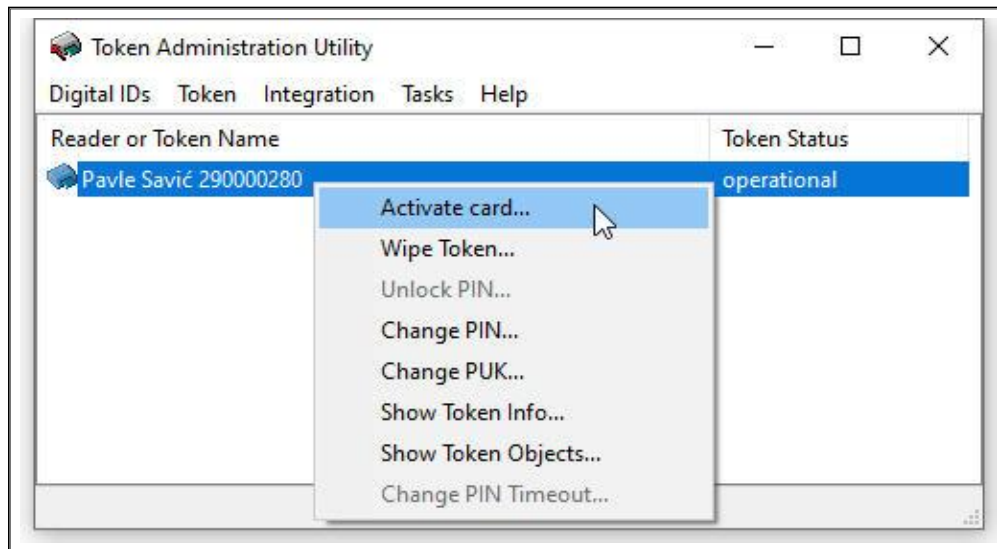 Token Administration Utility
Digital IDs Token Integration Tasks Help
Reader or Token Name Token Status
Pavle Savić 290000280 operational
Activate card...
Wipe Token...
Unlock PIN...
Change PIN...
Change PUK...
Show Token Info...
Show Token Objects...
Change PIN Timeout...